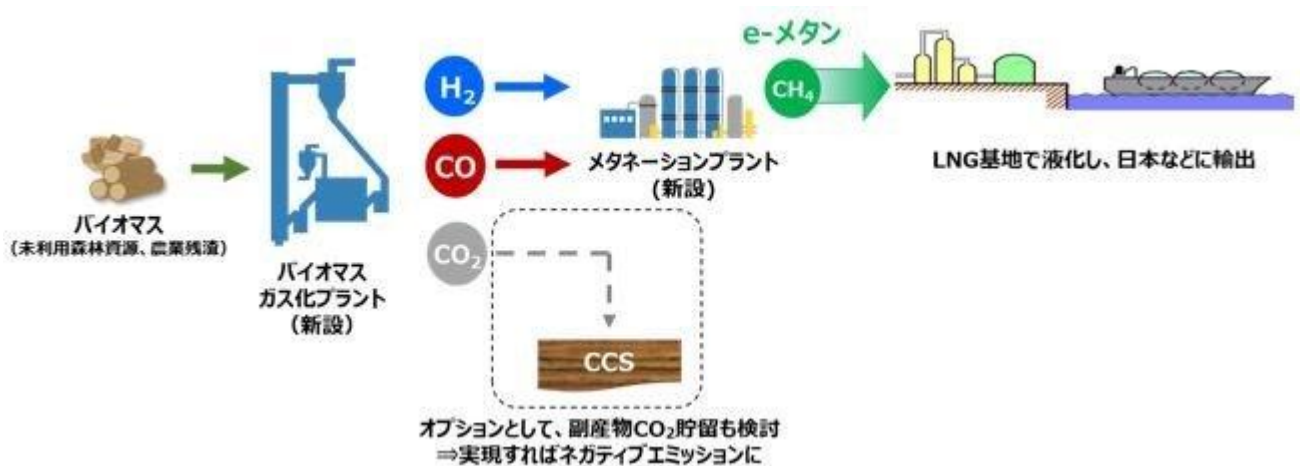 バイオマス
(未利用森林資源、農業残渣)
バイオマス
ガス化プラント
(新設)
H₂
CO
CO₂
メタネーションプラント
(新設)
e-メタン
CH₄
LNG基地で液化し、日本などに輸出
CCS
オプションとして、副産物CO₂貯留も検討
⇒実現すればネガティブエミッションに